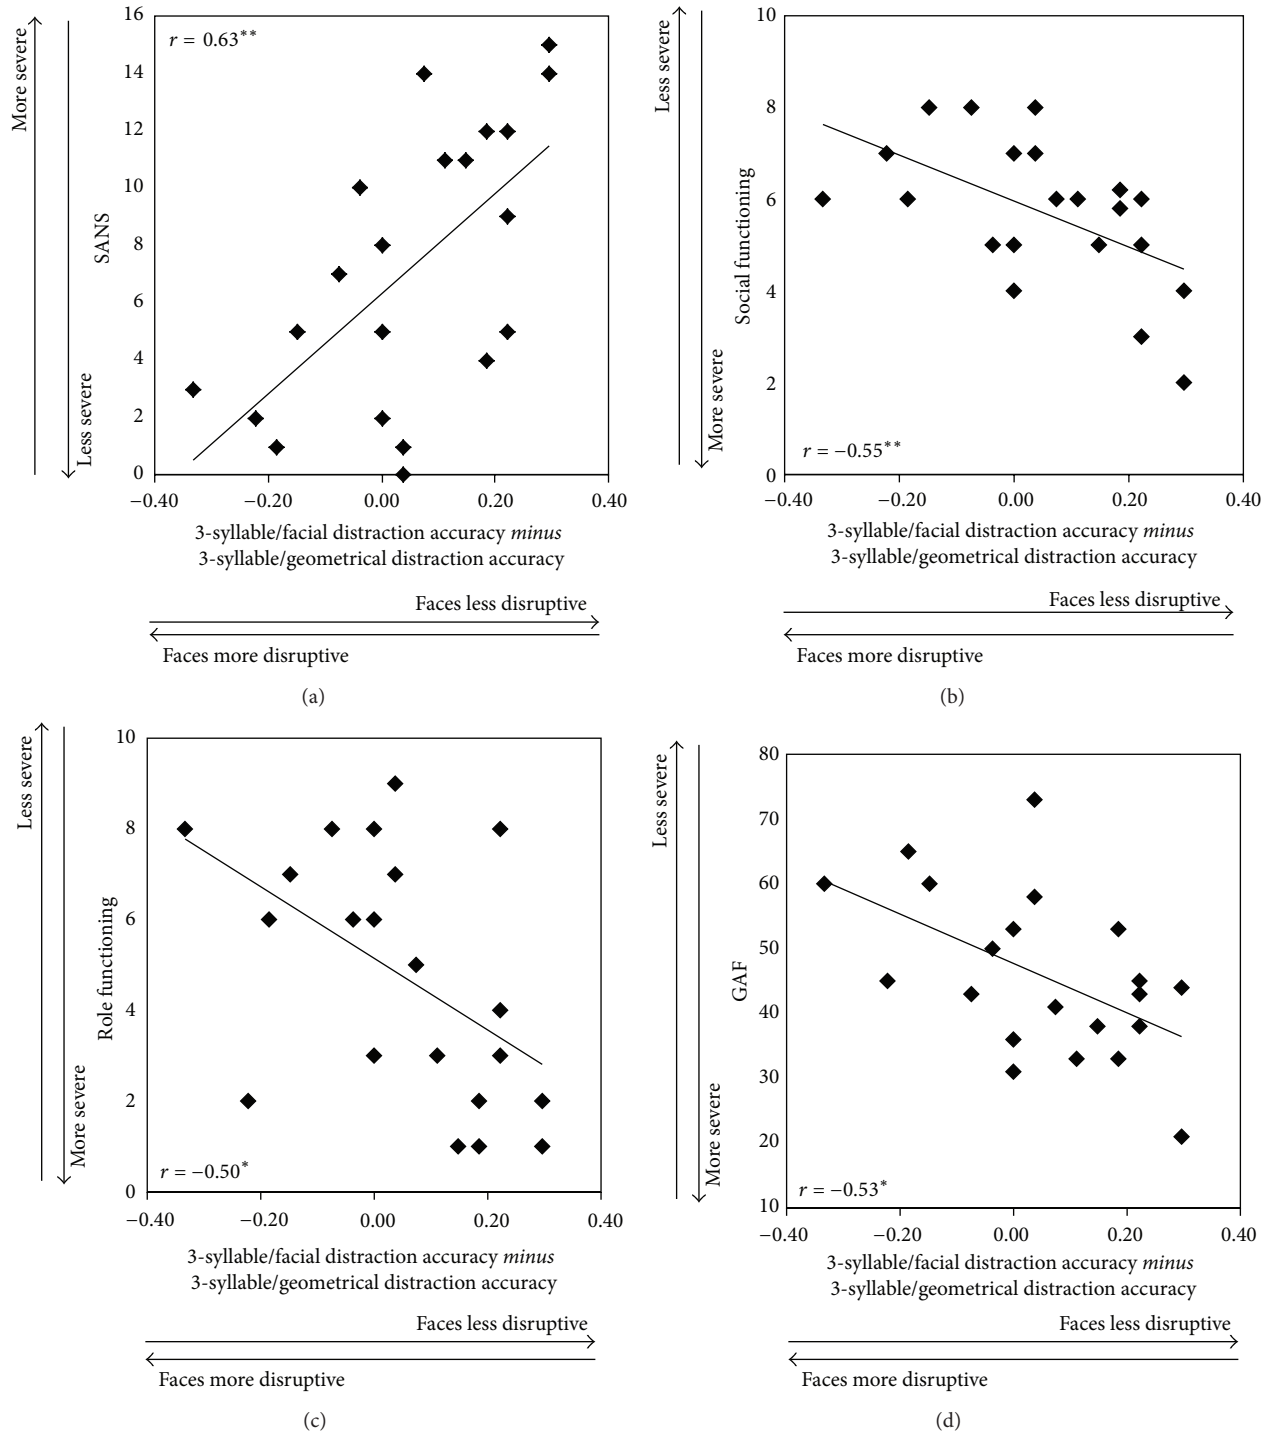 More severe
Less severe
SANS
16
14
12
10
8
6
4
2
0
r = 0.63**
−0.40
−0.20
0.00
0.20
0.40
3-syllable/facial distraction accuracy minus
3-syllable/geometrical distraction accuracy
Faces less disruptive
Faces more disruptive
(a)
Less severe
More severe
Social functioning
10
8
6
4
2
0
r = −0.55**
−0.40
−0.20
0.00
0.20
0.40
3-syllable/facial distraction accuracy minus
3-syllable/geometrical distraction accuracy
Faces less disruptive
Faces more disruptive
(b)
Less severe
More severe
Role functioning
10
8
6
4
2
0
r = −0.50*
−0.40
−0.20
0.00
0.20
0.40
3-syllable/facial distraction accuracy minus
3-syllable/geometrical distraction accuracy
Faces less disruptive
Faces more disruptive
(c)
Less severe
More severe
GAF
80
70
60
50
40
30
20
10
r = −0.53*
−0.40
−0.20
0.00
0.20
0.40
3-syllable/facial distraction accuracy minus
3-syllable/geometrical distraction accuracy
Faces less disruptive
Faces more disruptive
(d)